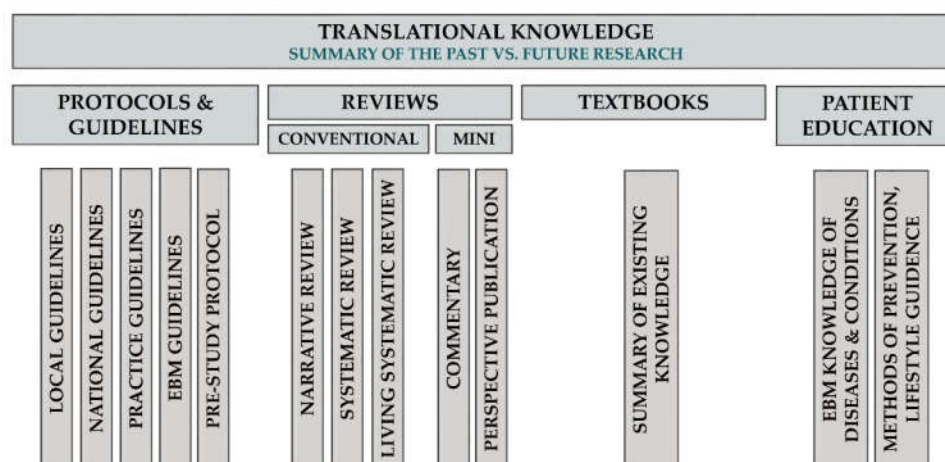 TRANSLATIONAL KNOWLEDGE
SUMMARY OF THE PAST VS. FUTURE RESEARCH
PROTOCOLS &
GUIDELINES
REVIEWS
TEXTBOOKS
PATIENT
EDUCATION
CONVENTIONAL
MINI
LOCAL GUIDELINES
NATIONAL GUIDELINES
PRACTICE GUIDELINES
EBM GUIDELINES
PRE-STUDY PROTOCOL
NARRATIVE REVIEW
SYSTEMATIC REVIEW
LIVING SYSTEMATIC REVIEW
COMMENTARY
PERSPECTIVE PUBLICATION
SUMMARY OF EXISTING
KNOWLEDGE
EBM KNOWLEDGE OF
DISEASES & CONDITIONS
METHODS OF PREVENTION,
LIFESTYLE GUIDANCE